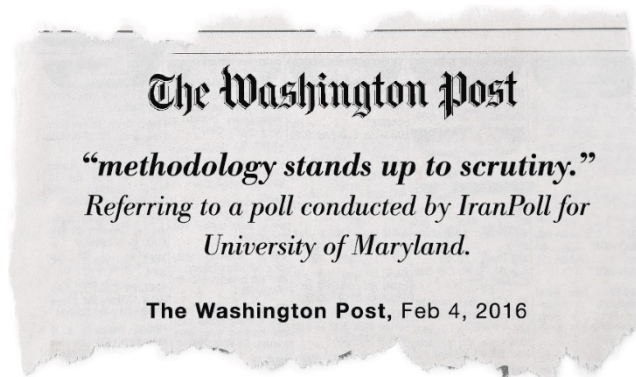 The Washington Post
“methodology stands up to scrutiny.”
Referring to a poll conducted by IranPoll for
University of Maryland.
The Washington Post, Feb 4, 2016